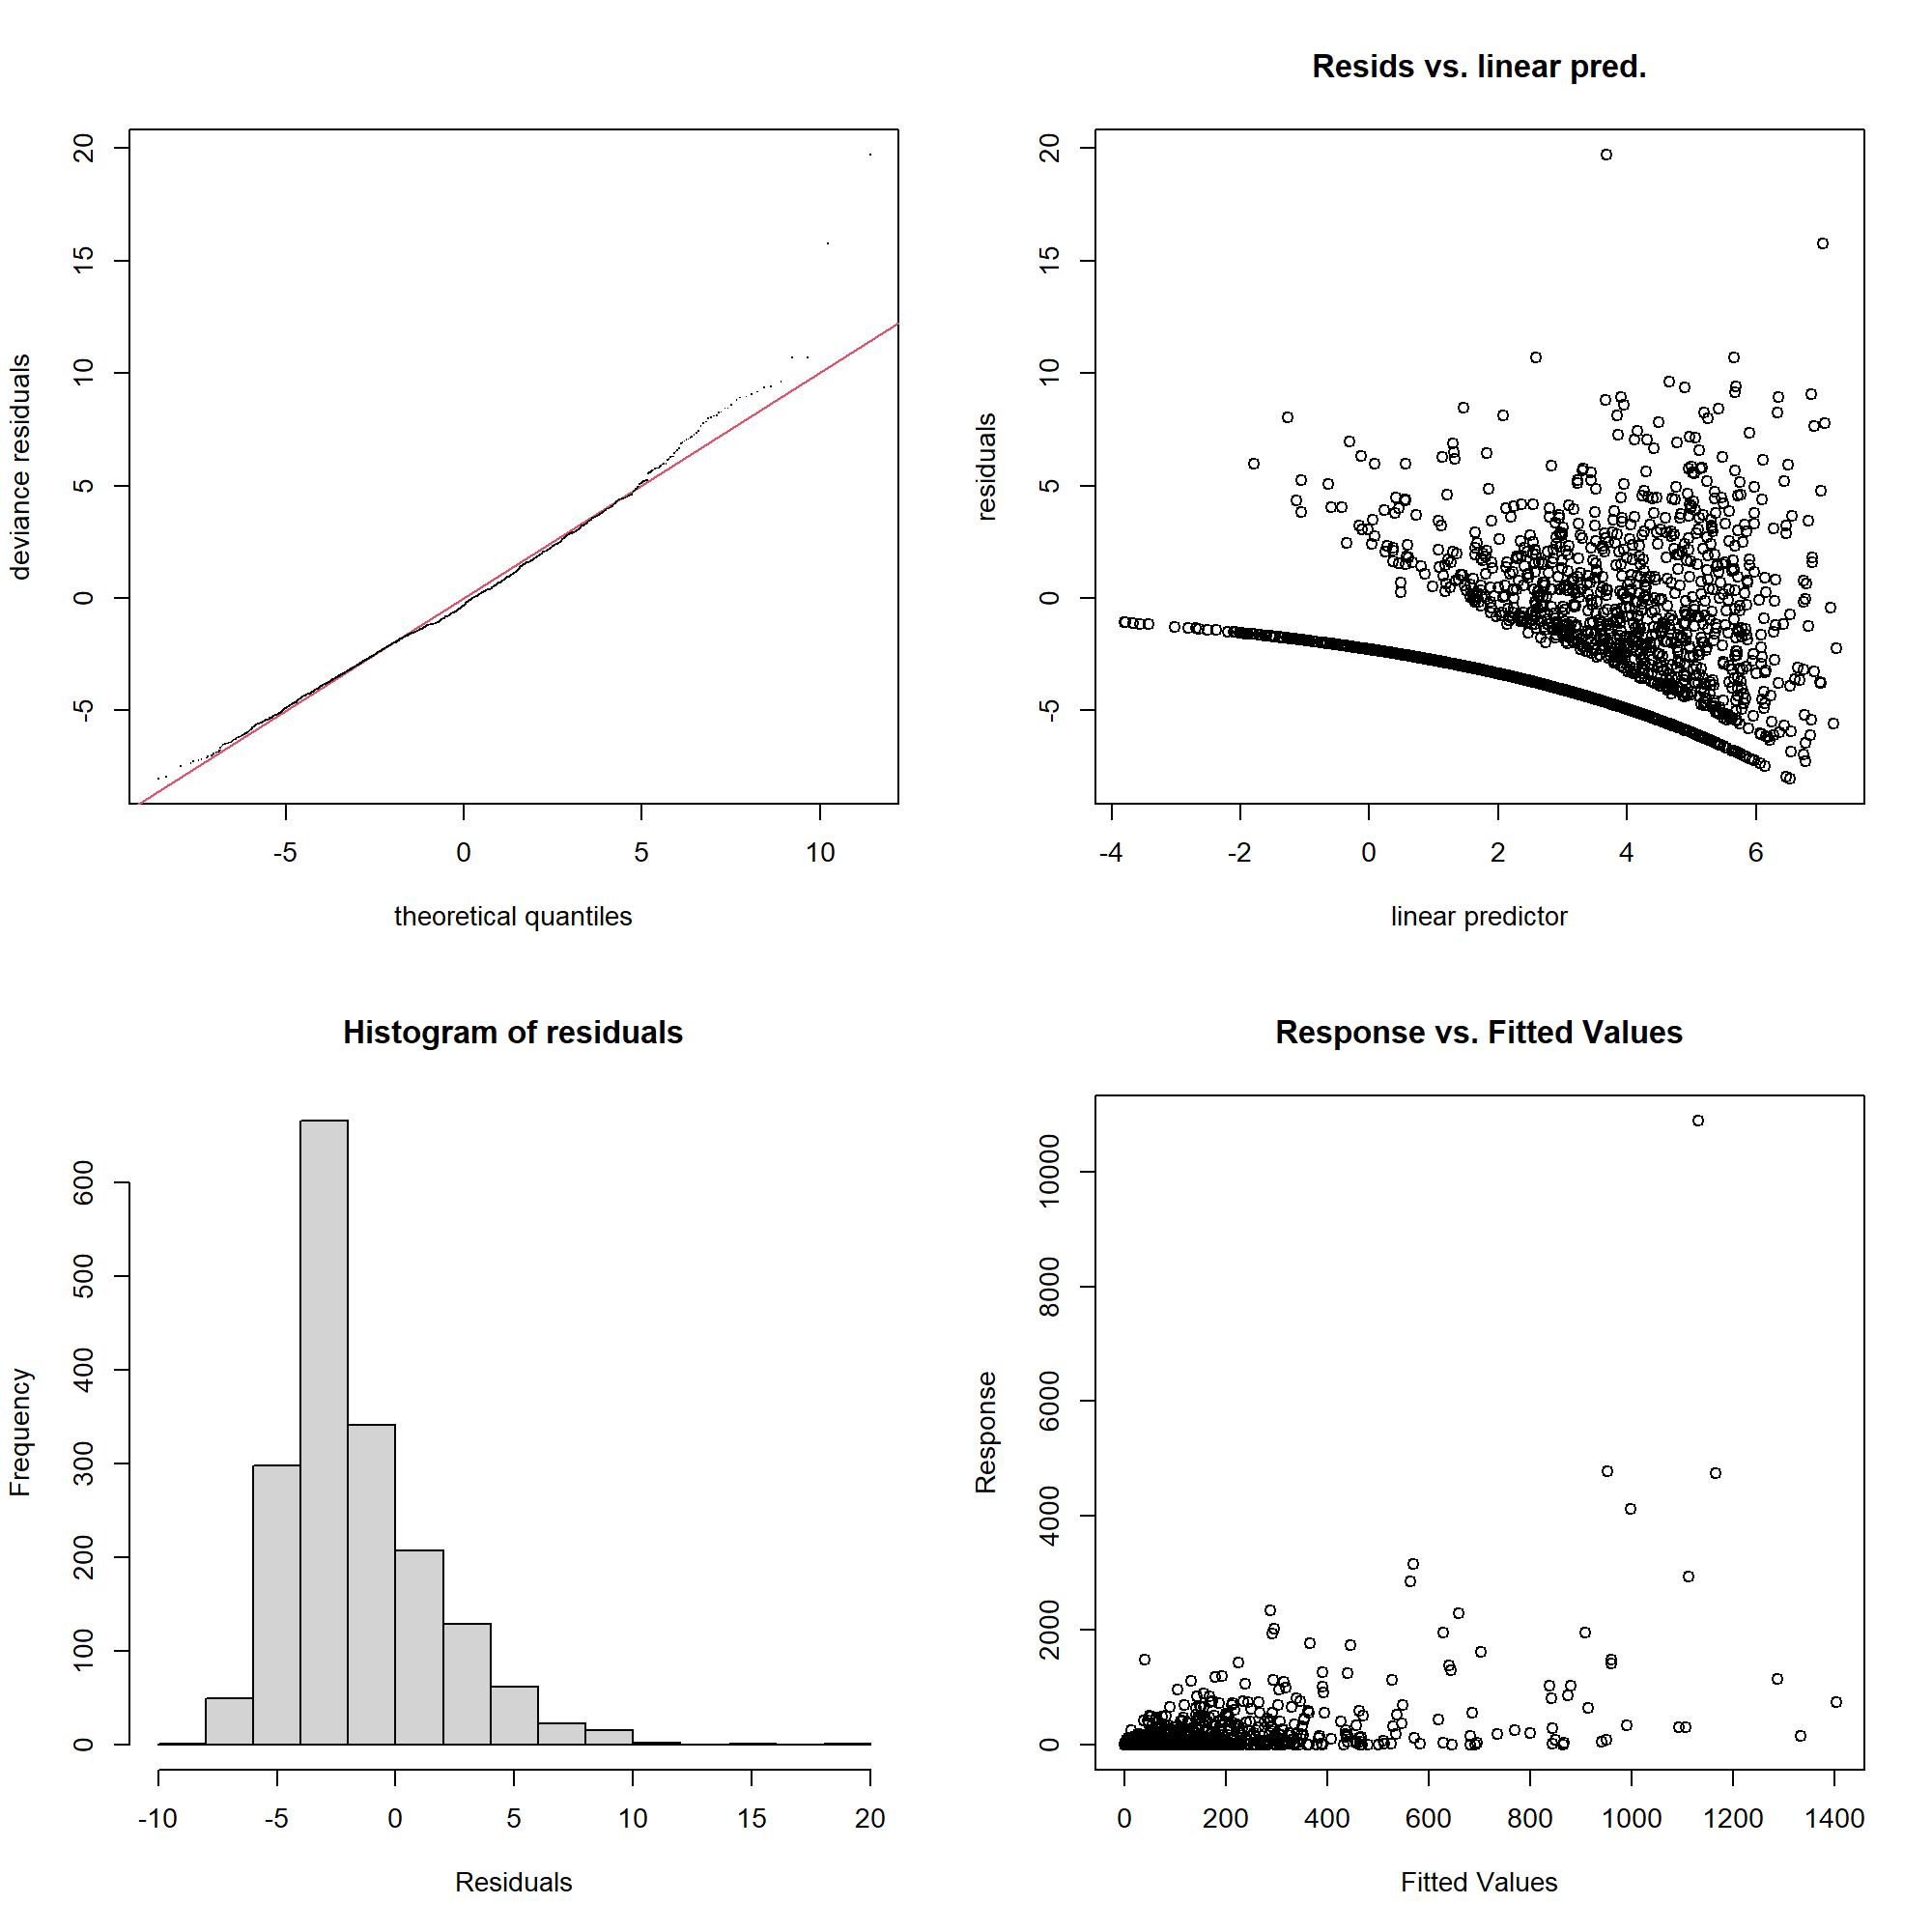 20
15
10
5
0
-5
deviance residuals
-5 0 5 10
theoretical quantiles
Resids vs. linear pred.
20
15
10
5
0
-5
residuals
-4 -2 0 2 4 6
linear predictor
Histogram of residuals
600
500
400
300
200
100
0
Frequency
-10 -5 0 5 10 15 20
Residuals
Response vs. Fitted Values
10000
8000
6000
4000
2000
0
Response
0 200 400 600 800 1000 1200 1400
Fitted Values